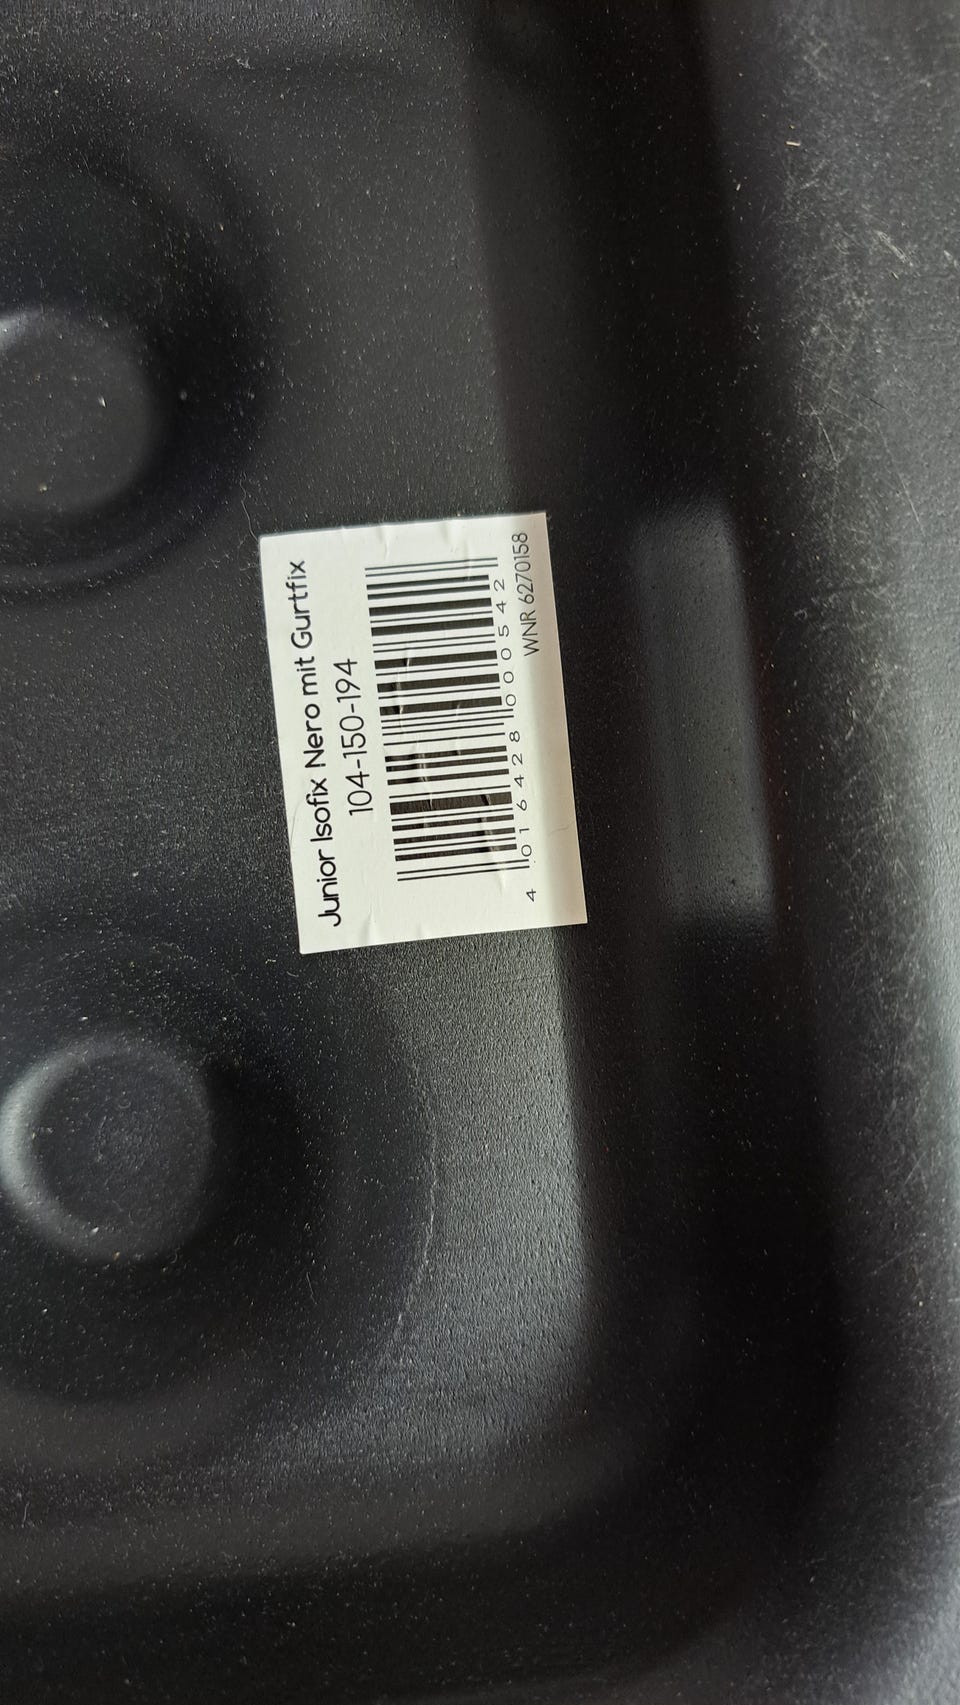 Junior Isofix Nero mit Gurtfix
104-150-194
4 016428 000542
WNR 6270158